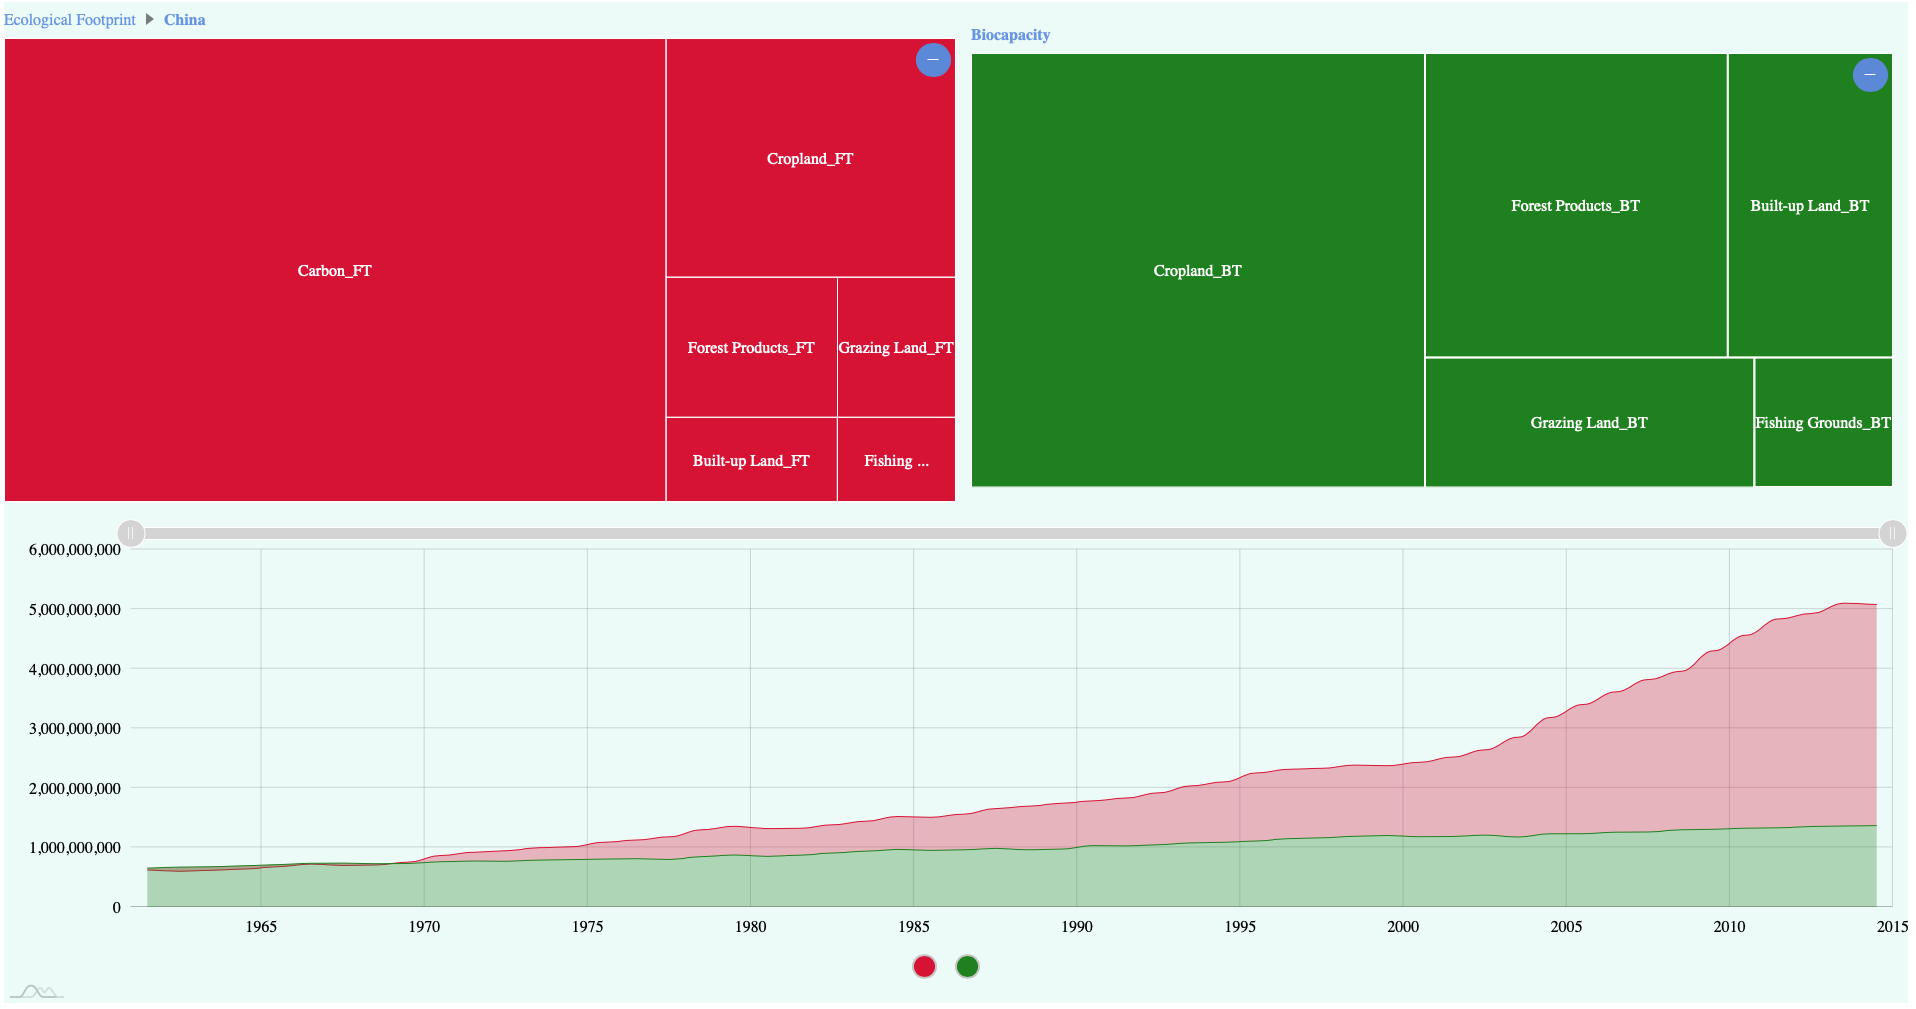 Ecological Footprint China
Biocapacity
Carbon_FT
Cropland_FT
Forest Products_FT
Grazing Land_FT
Built-up Land_FT
Fishing ...
Cropland_BT
Forest Products_BT
Built-up Land_BT
Grazing Land_BT
Fishing Grounds_BT
6,000,000,000
5,000,000,000
4,000,000,000
3,000,000,000
2,000,000,000
1,000,000,000
0
1965 1970 1975 1980 1985 1990 1995 2000 2005 2010 2015